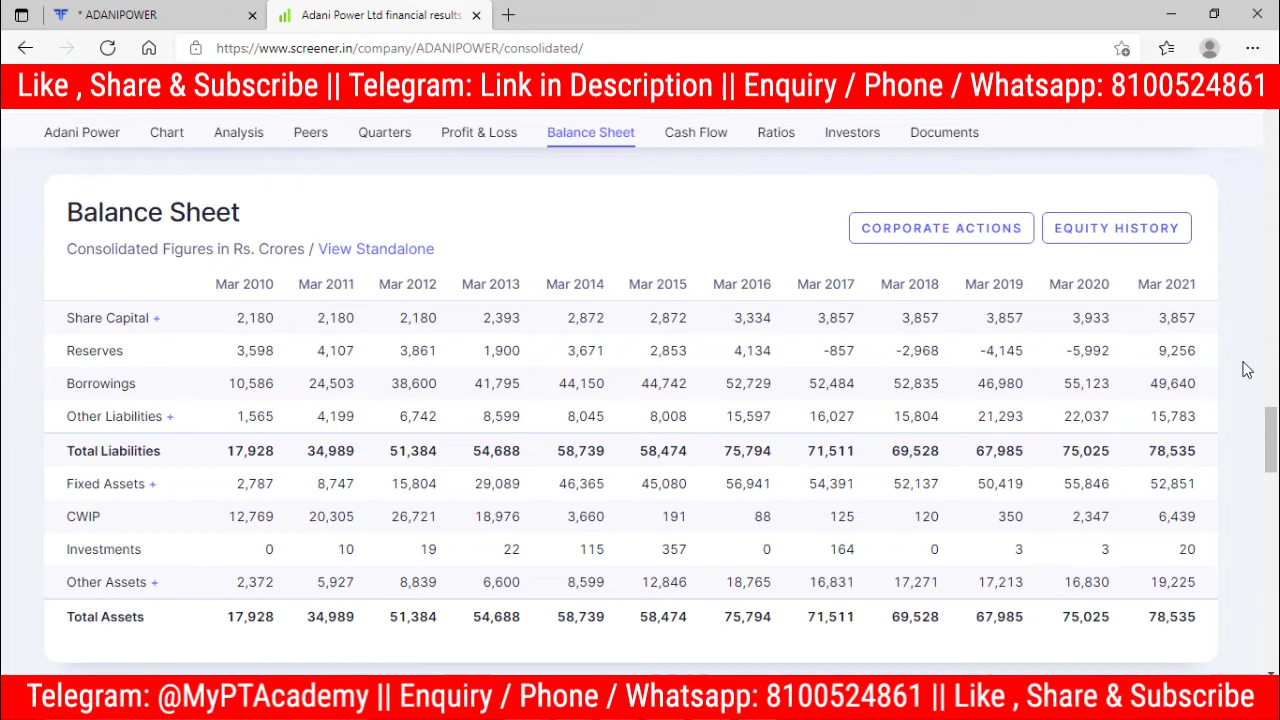 * ADANIPOWER
Adani Power Ltd financial results
https://www.screener.in/company/ADANIPOWER/consolidated/
Like , Share & Subscribe || Telegram: Link in Description || Enquiry / Phone / Whatsapp: 8100524861
Adani Power Chart Analysis Peers Quarters Profit & Loss Balance Sheet Cash Flow Ratios Investors Documents
Balance Sheet
CORPORATE ACTIONS EQUITY HISTORY
Consolidated Figures in Rs. Crores / View Standalone
Mar 2010 Mar 2011 Mar 2012 Mar 2013 Mar 2014 Mar 2015 Mar 2016 Mar 2017 Mar 2018 Mar 2019 Mar 2020 Mar 2021
Share Capital + 2,180 2,180 2,180 2,393 2,872 2,872 3,334 3,857 3,857 3,857 3,933 3,857
Reserves 3,598 4,107 3,861 1,900 3,671 2,853 4,134 -857 -2,968 -4,145 -5,992 9,256
Borrowings 10,586 24,503 38,600 41,795 44,150 44,742 52,729 52,484 52,835 46,980 55,123 49,640
Other Liabilities + 1,565 4,199 6,742 8,599 8,045 8,008 15,597 16,027 15,804 21,293 22,037 15,783
Total Liabilities 17,928 34,989 51,384 54,688 58,739 58,474 75,794 71,511 69,528 67,985 75,025 78,535
Fixed Assets + 2,787 8,747 15,804 29,089 46,365 45,080 56,941 54,391 52,137 50,419 55,846 52,851
CWIP 12,769 20,305 26,721 18,976 3,660 191 88 125 120 350 2,347 6,439
Investments 0 10 19 22 115 357 0 164 0 3 3 20
Other Assets + 2,372 5,927 8,839 6,600 8,599 12,846 18,765 16,831 17,271 17,213 16,830 19,225
Total Assets 17,928 34,989 51,384 54,688 58,739 58,474 75,794 71,511 69,528 67,985 75,025 78,535
Telegram: @MyPTAcademy || Enquiry / Phone / Whatsapp: 8100524861 || Like , Share & Subscribe